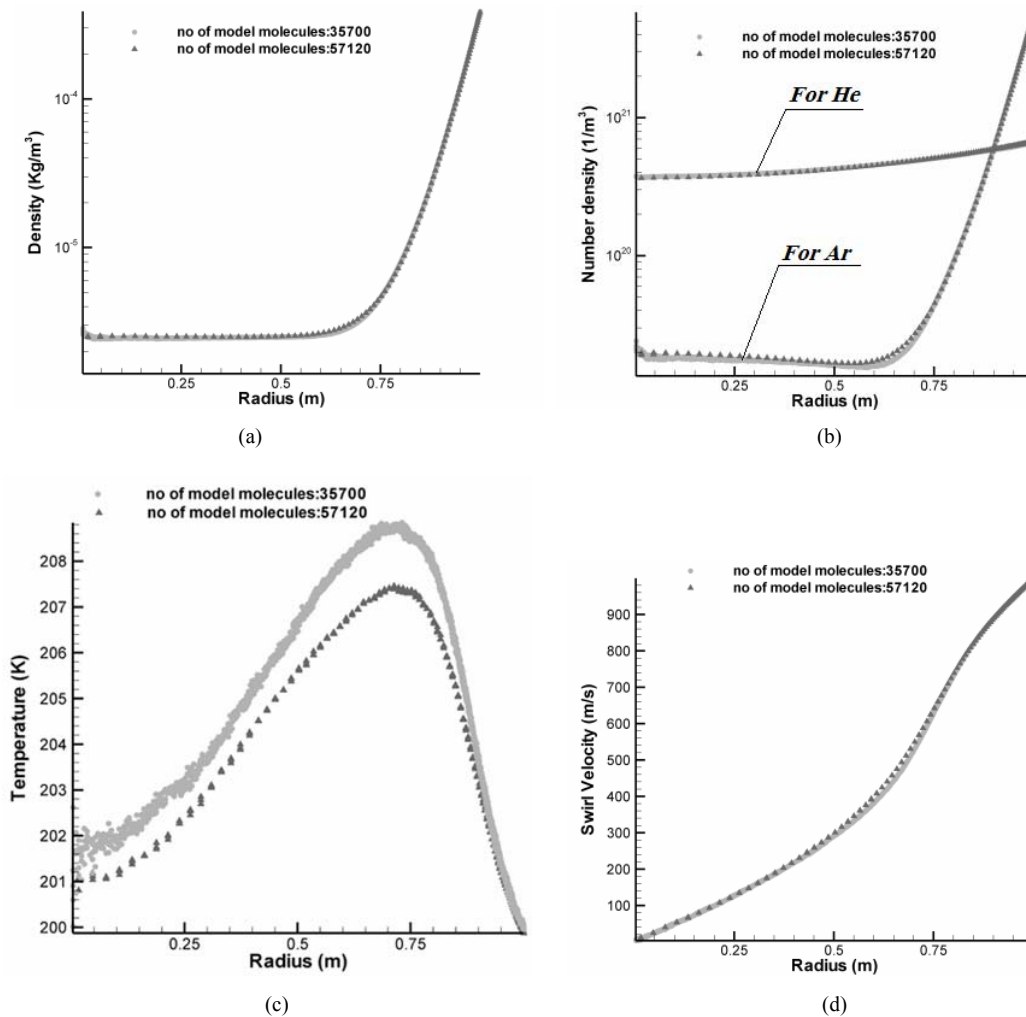 no of model molecules:35700
no of model molecules:57120
10⁻⁴
10⁻⁵
Density (Kg/m³)
0.25
0.5
0.75
Radius (m)
(a)
no of model molecules:35700
no of model molecules:57120
For He
For Ar
10²¹
10²⁰
Number density (1/m³)
0.25
0.5
0.75
Radius (m)
(b)
no of model molecules:35700
no of model molecules:57120
208
207
206
205
204
203
202
201
200
Temperature (K)
0.25
0.5
0.75
Radius (m)
(c)
no of model molecules:35700
no of model molecules:57120
900
800
700
600
500
400
300
200
100
Swirl Velocity (m/s)
0.25
0.5
0.75
Radius (m)
(d)